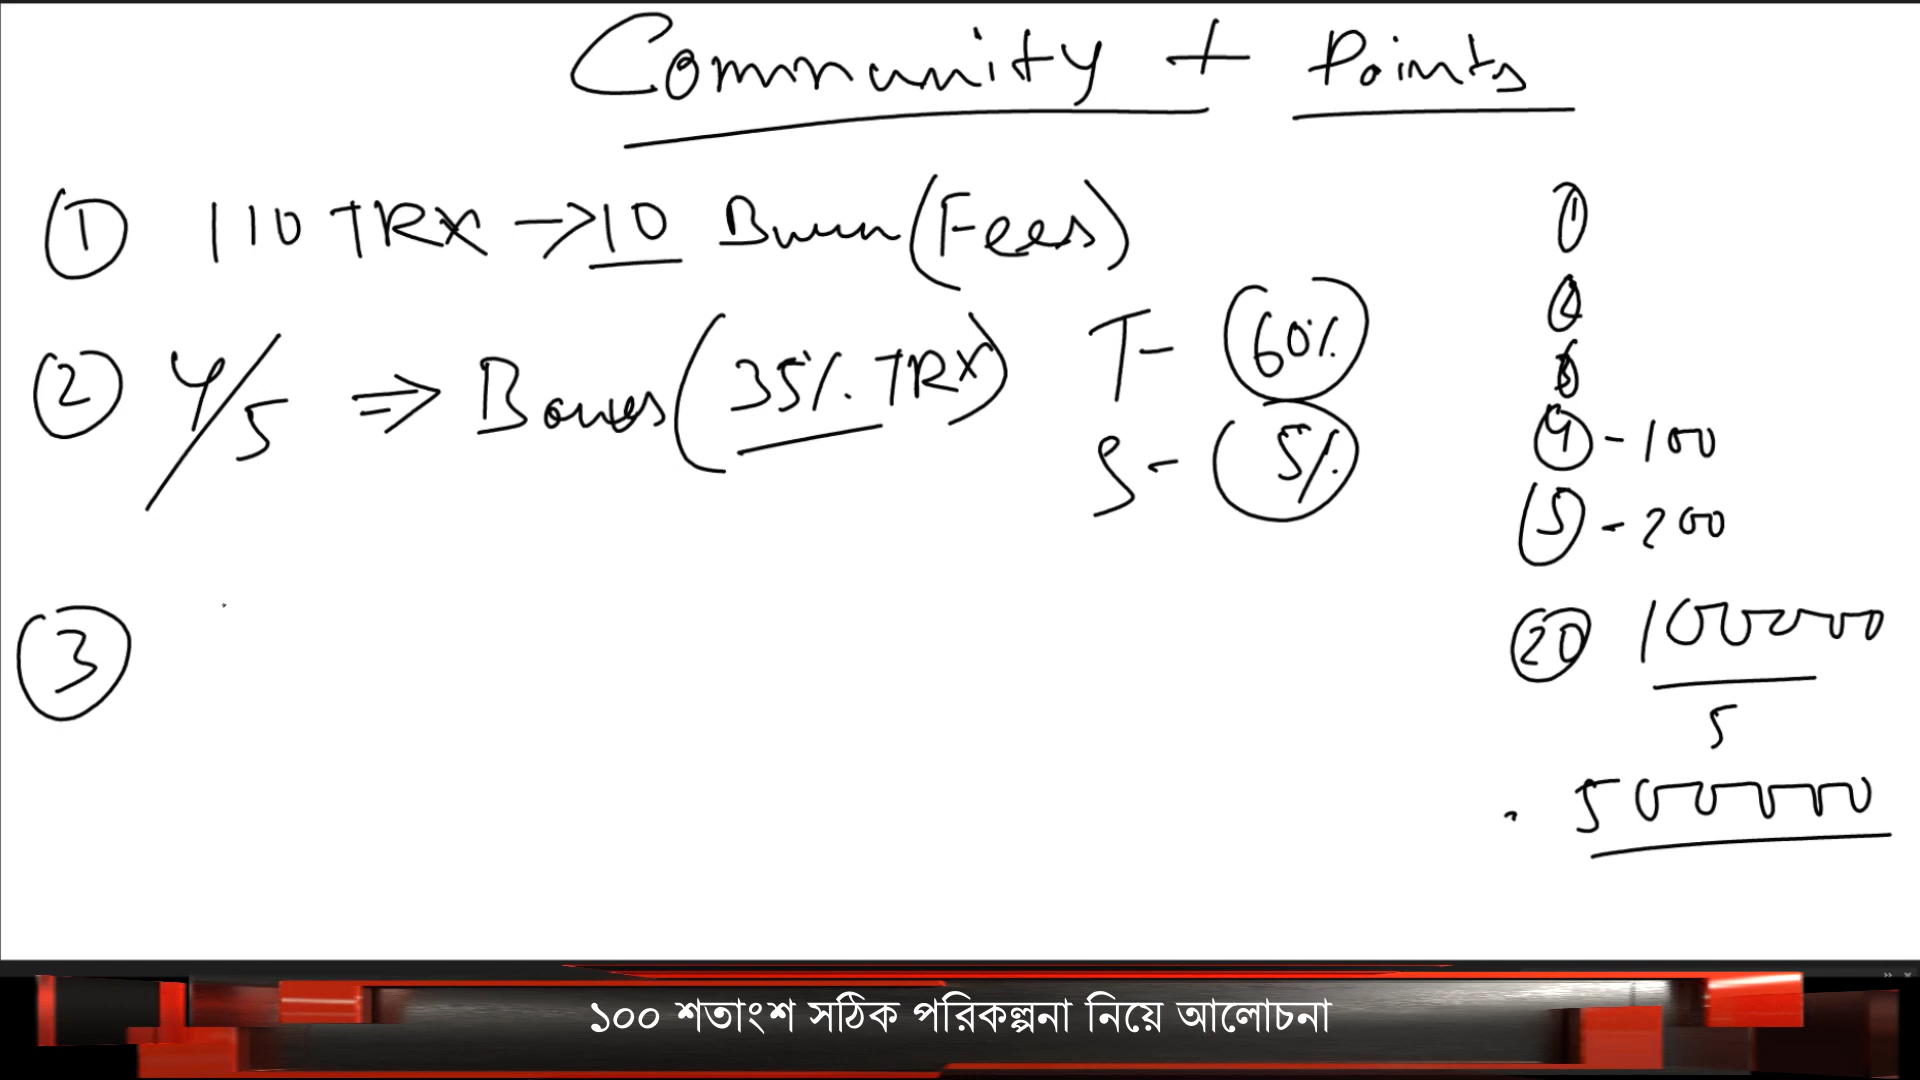 Community + Points
① 110 TRX → 10 Burn (Fees)
② 4/5 ⇒ Bonus (35% TRX) T - 60%
S - 5%
③
①
④ - 100
⑤ - 200
⑳ 100000
5
500000
১০০ শতাংশ সঠিক পরিকল্পনা নিয়ে আলোচনা